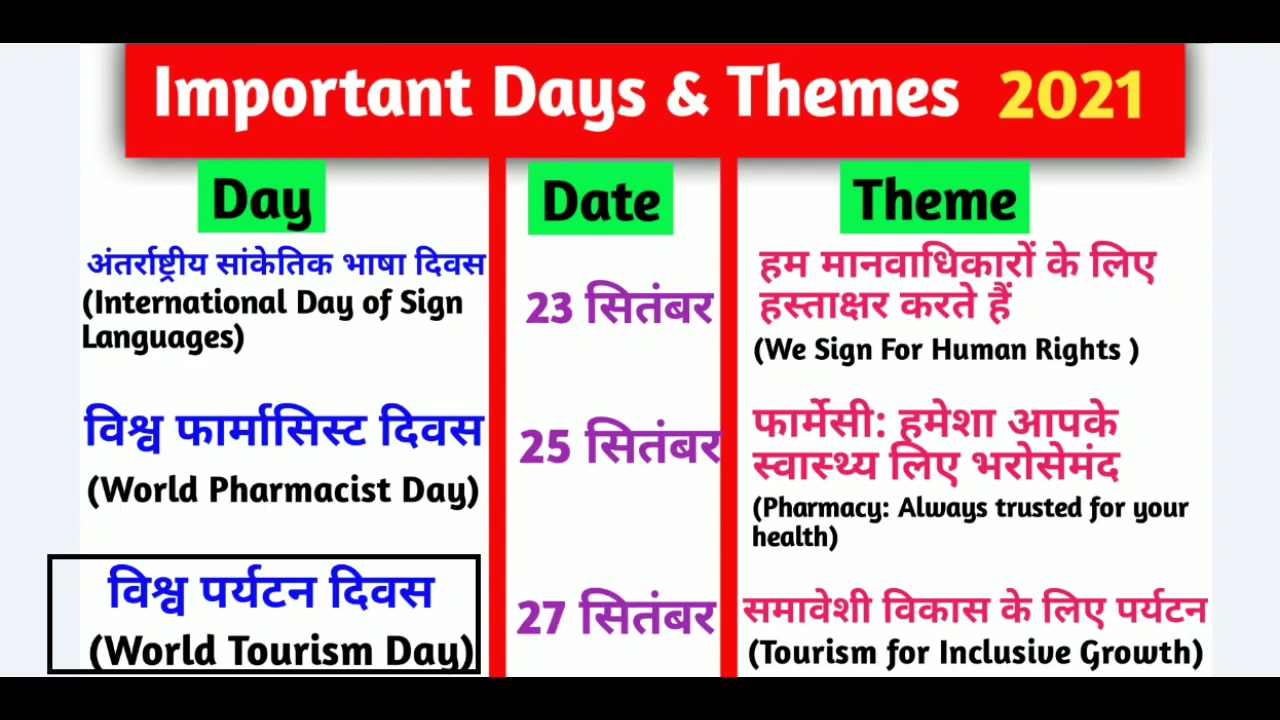 Important Days & Themes 2021
Day
Date
Theme
अंतर्राष्ट्रीय सांकेतिक भाषा दिवस
(International Day of Sign
Languages)
23 सितंबर
हम मानवाधिकारों के लिए
हस्ताक्षर करते हैं
(We Sign For Human Rights )
विश्व फार्मासिस्ट दिवस
(World Pharmacist Day)
25 सितंबर
फार्मेसी: हमेशा आपके
स्वास्थ्य लिए भरोसेमंद
(Pharmacy: Always trusted for your
health)
विश्व पर्यटन दिवस
(World Tourism Day)
27 सितंबर
समावेशी विकास के लिए पर्यटन
(Tourism for Inclusive Growth)